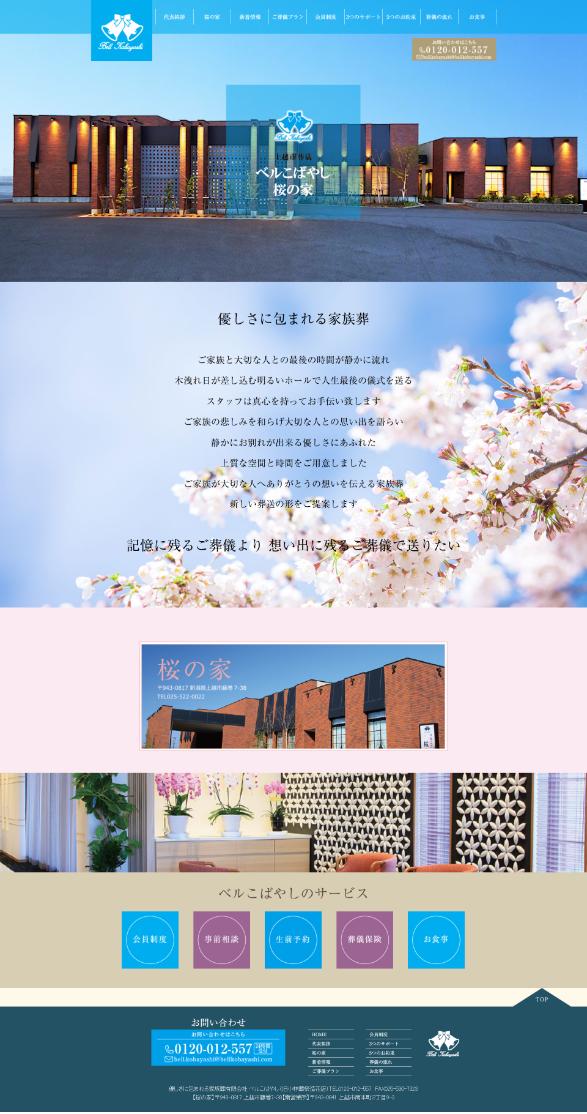 代表挨拶 桜の家 新着情報 ご葬儀プラン 会員制度 3つのサポート 5つのお約束 葬儀の流れ お食事
Bell Kobayashi
お問い合わせはこちら
0120-012-557
bellkobayashi@bellkobayashi.com
ベルこばやし
桜の家
優しさに包まれる家族葬
ご家族と大切な人との最後の時間が静かに流れ
木洩れ日が差し込む明るいホールで人生最後の儀式を送る
スタッフは真心を持ってお手伝い致します
ご家族の悲しみを和らげ大切な人との思い出を語らい
静かにお別れが出来る優しさにあふれた
上質な空間と時間をご用意しました
ご家族が大切な人へありがとうの想いを伝える家族葬
新しい葬送の形をご提案します
記憶に残るご葬儀より 想い出に残るご葬儀で送りたい
桜の家
〒943-0817 新潟県上越市藤巻 7-38
TEL025-522-0022
ベルこばやしのサービス
会員制度 事前相談 生前予約 葬儀保険 お食事
TOP
お問い合わせ
お問い合わせはこちら
0120-012-557
bellkobayashi@bellkobayashi.com
HOME
代表挨拶
桜の家
新着情報
ご葬儀プラン
会員制度
3つのサポート
5つのお約束
葬儀の流れ
お食事
Bell Kobayashi